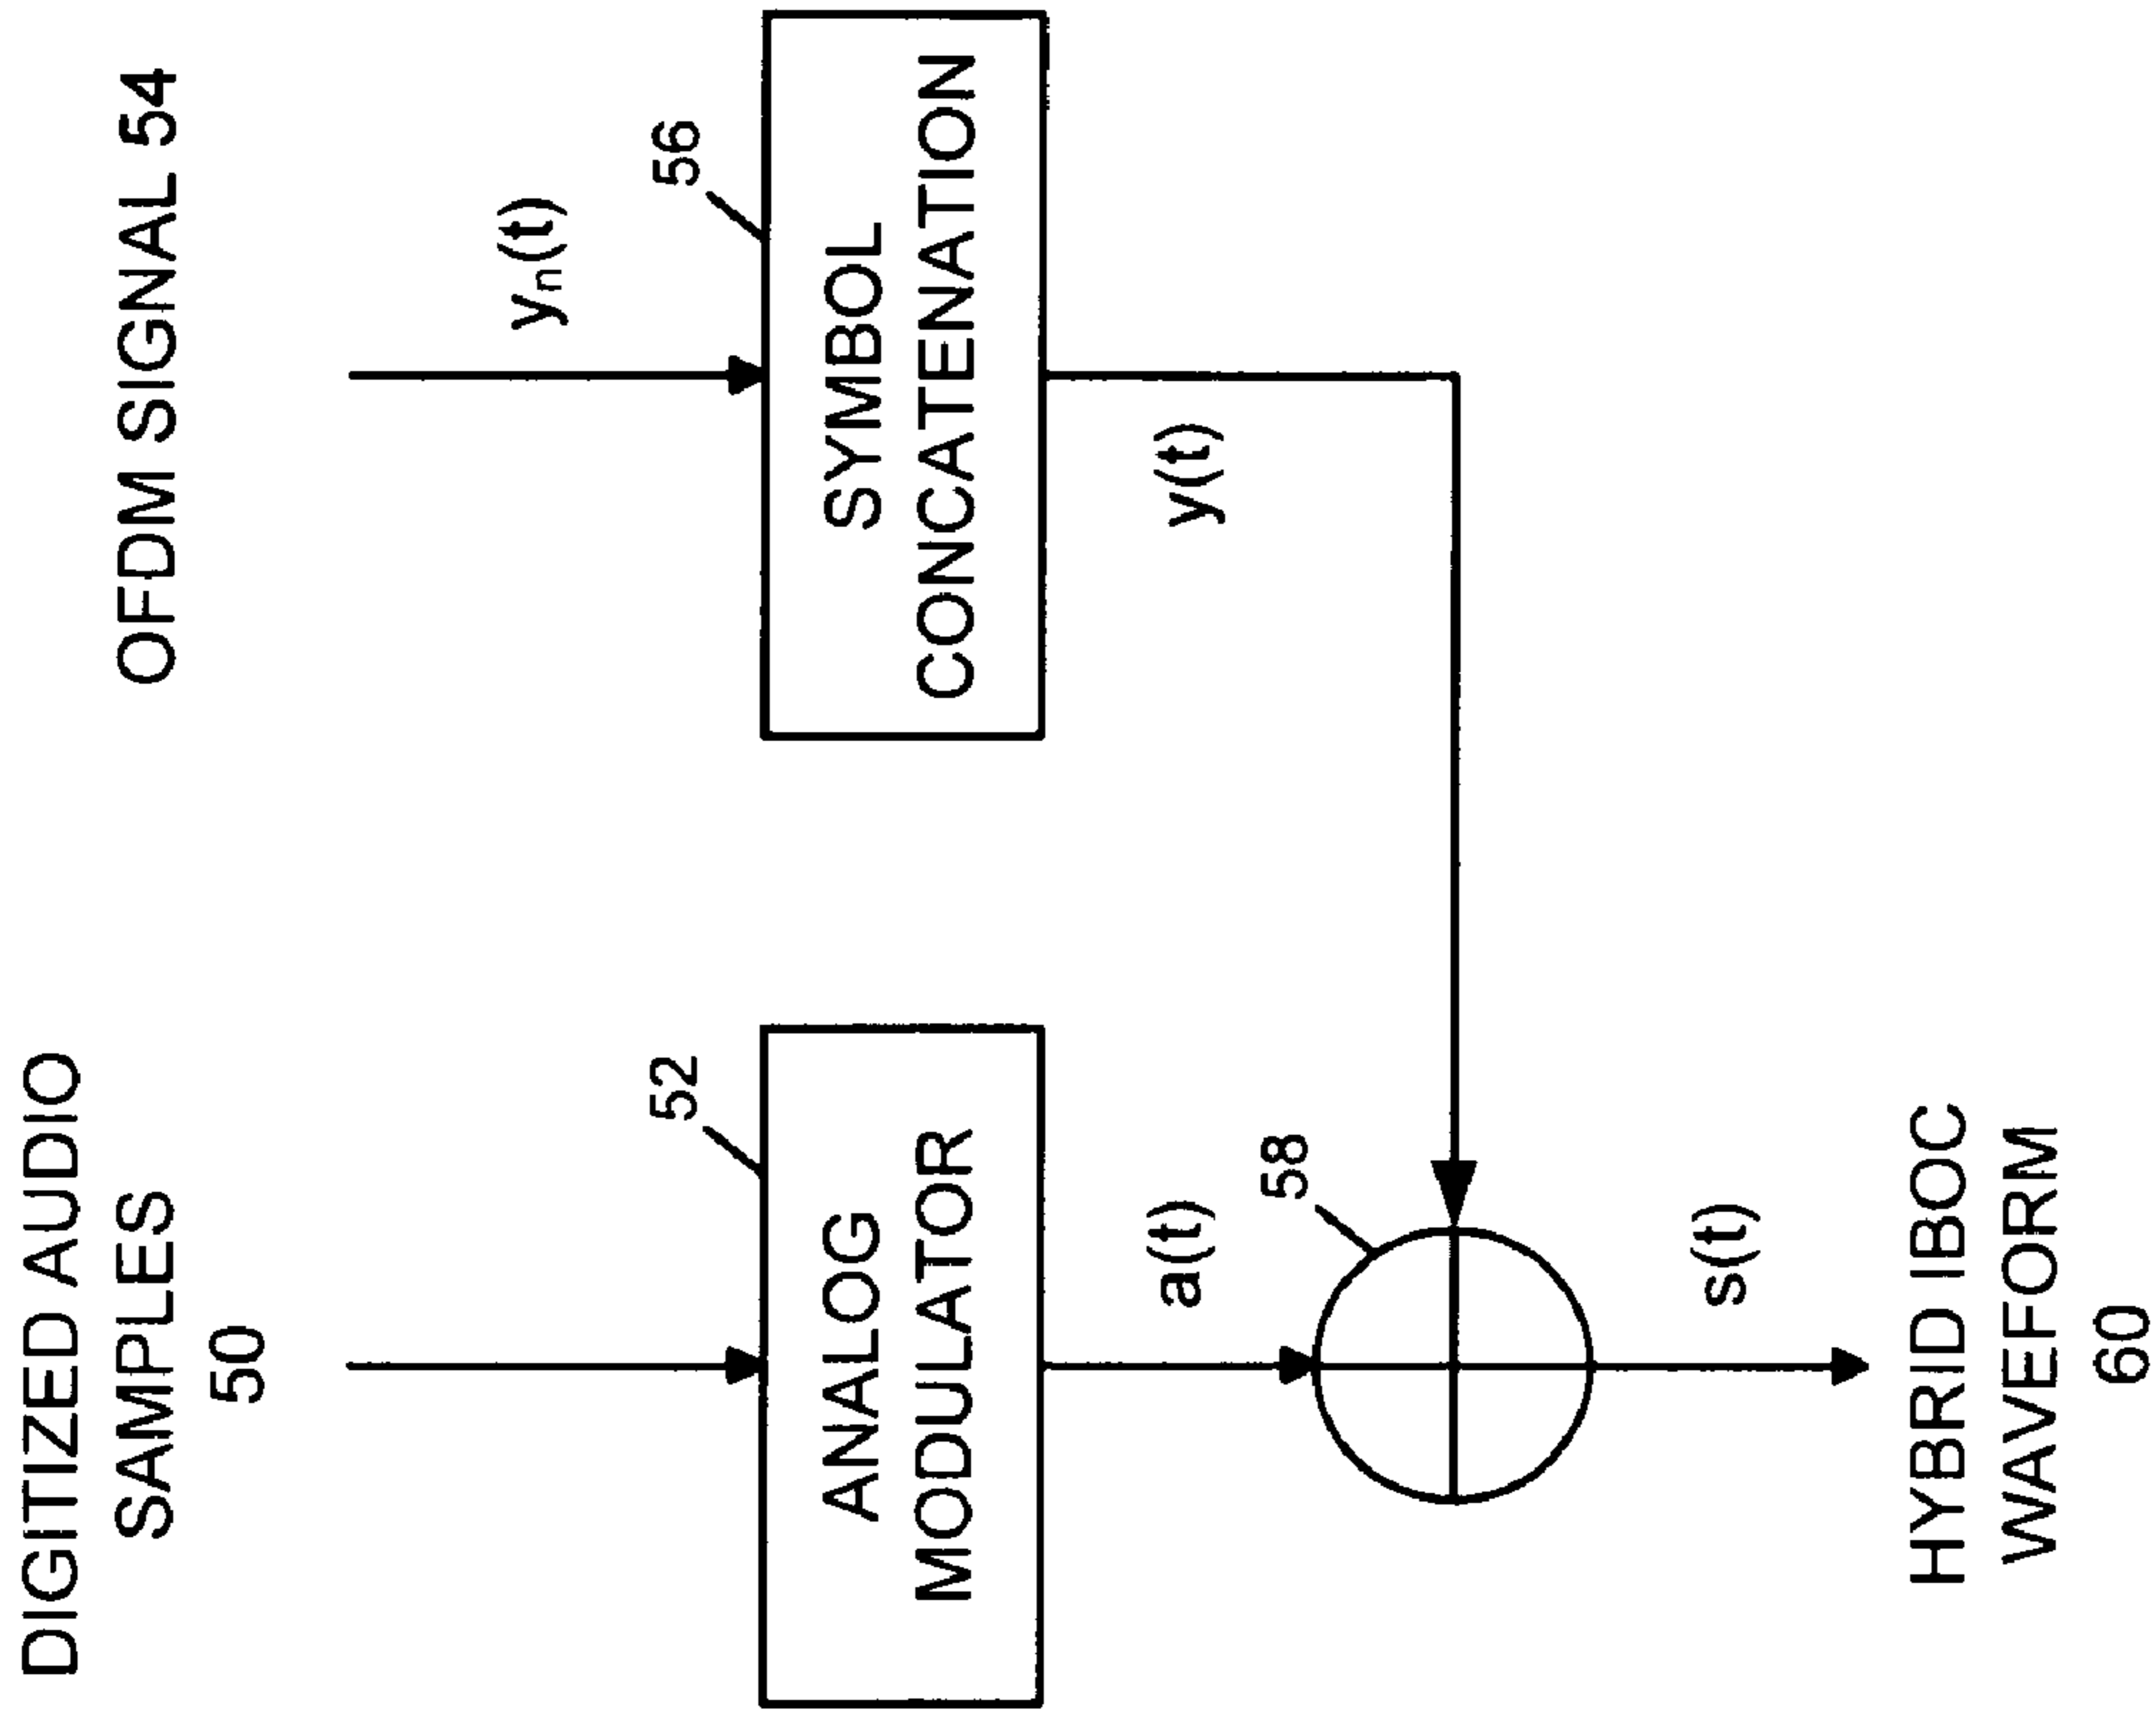 DIGITIZED AUDIO
SAMPLES
50
OFDM SIGNAL 54
52
ANALOG
MODULATOR
yₙ(t)
56
SYMBOL
CONCATENATION
a(t)
y(t)
58
s(t)
HYBRID IBOC
WAVEFORM
60